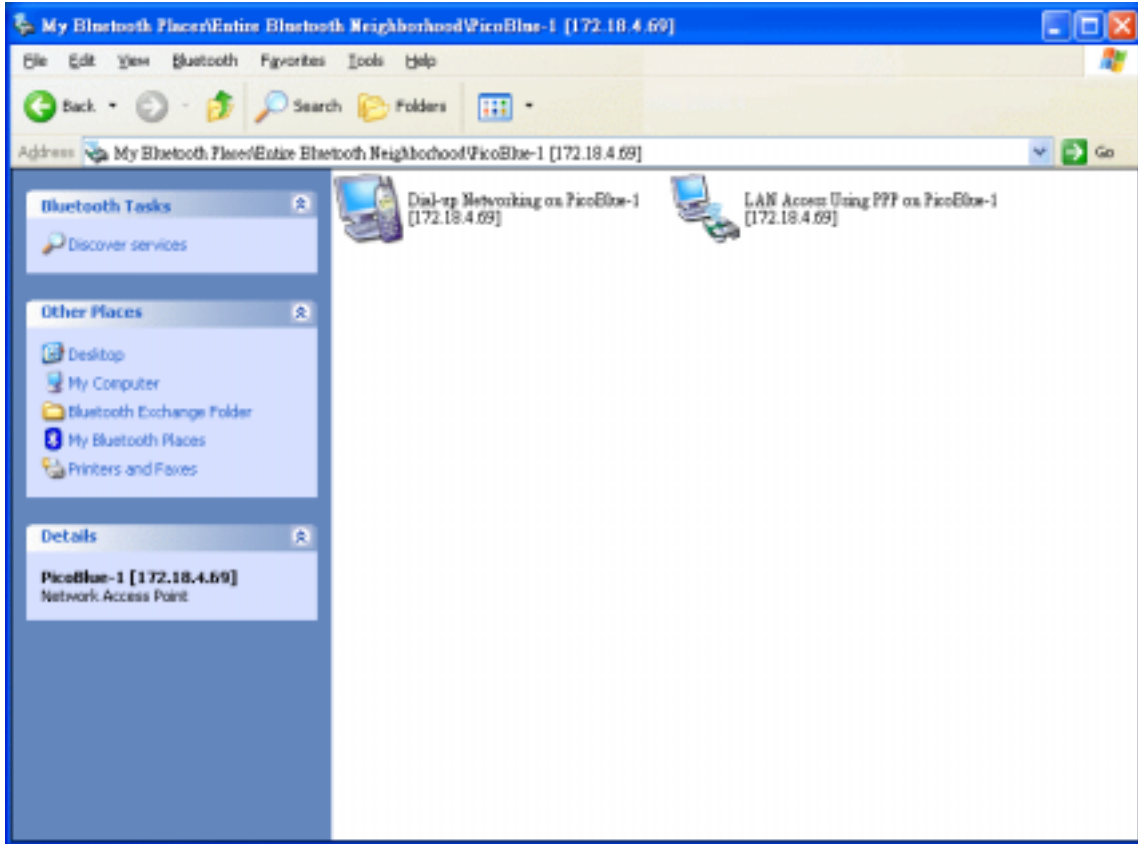 My Bluetooth Places\Entire Bluetooth Neighborhood\PicoBlue-1 [172.18.4.69]
File Edit View Bluetooth Favorites Tools Help
Back Search Folders
Address My Bluetooth Places\Entire Bluetooth Neighborhood\PicoBlue-1 [172.18.4.69] Go
Bluetooth Tasks
Discover services
Other Places
Desktop
My Computer
Bluetooth Exchange Folder
My Bluetooth Places
Printers and Faxes
Details
PicoBlue-1 [172.18.4.69]
Network Access Point
Dial-up Networking on PicoBlue-1
[172.18.4.69]
LAN Access Using PPP on PicoBlue-1
[172.18.4.69]